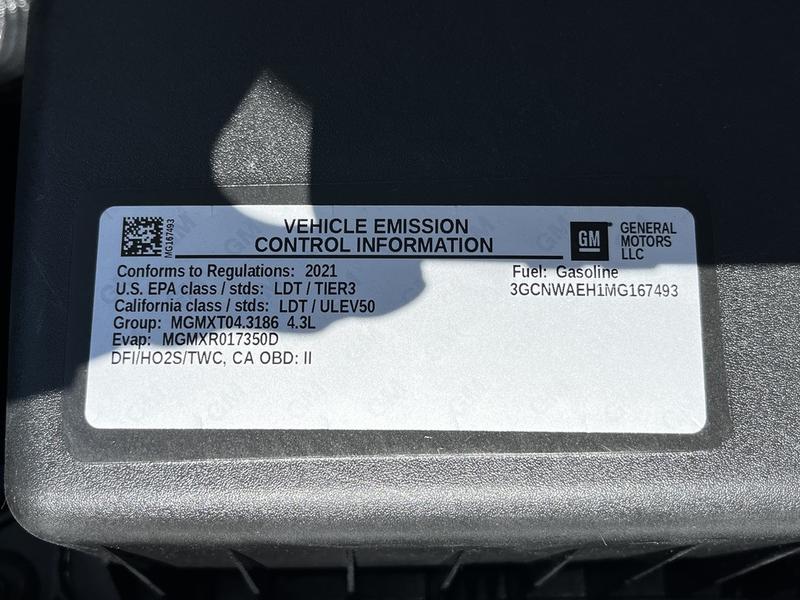 MG167493
VEHICLE EMISSION
CONTROL INFORMATION
GM
GENERAL
MOTORS
LLC
Conforms to Regulations: 2021
U.S. EPA class / stds: LDT / TIER3
California class / stds: LDT / ULEV50
Group: MGMXT04.3186 4.3L
Evap: MGMXR017350D
DFI/HO2S/TWC, CA OBD: II
Fuel: Gasoline
3GCNWAEH1MG167493